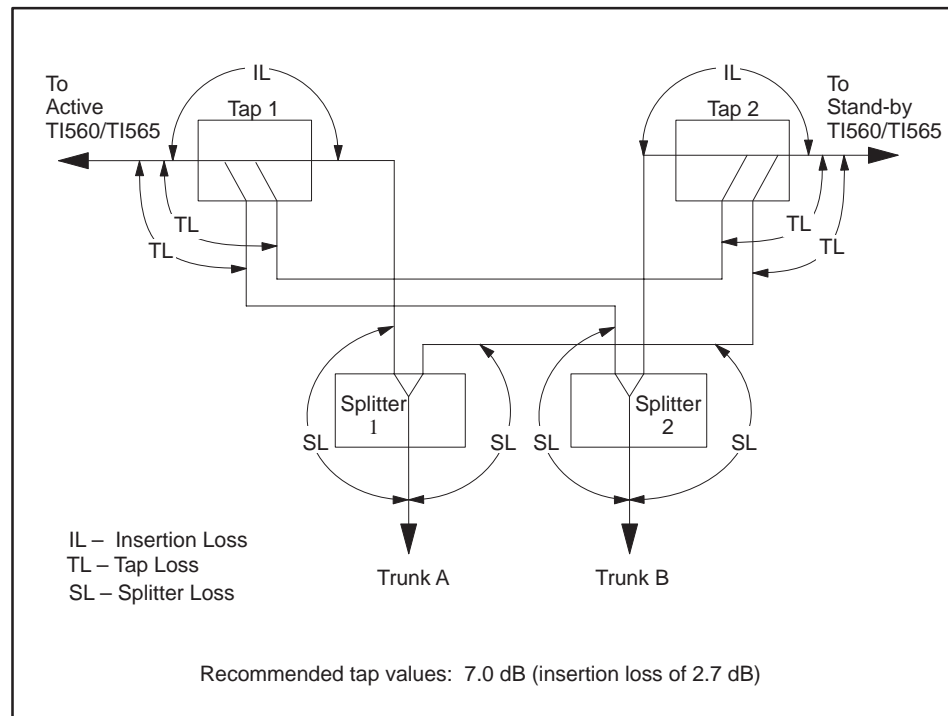 To
Active
TI560/TI565
IL
Tap 1
IL
Tap 2
To
Stand-by
TI560/TI565
TL
TL
TL
TL
Splitter
1
Splitter
2
SL
SL
SL
SL
IL – Insertion Loss
TL – Tap Loss
SL – Splitter Loss
Trunk A
Trunk B
Recommended tap values: 7.0 dB (insertion loss of 2.7 dB)